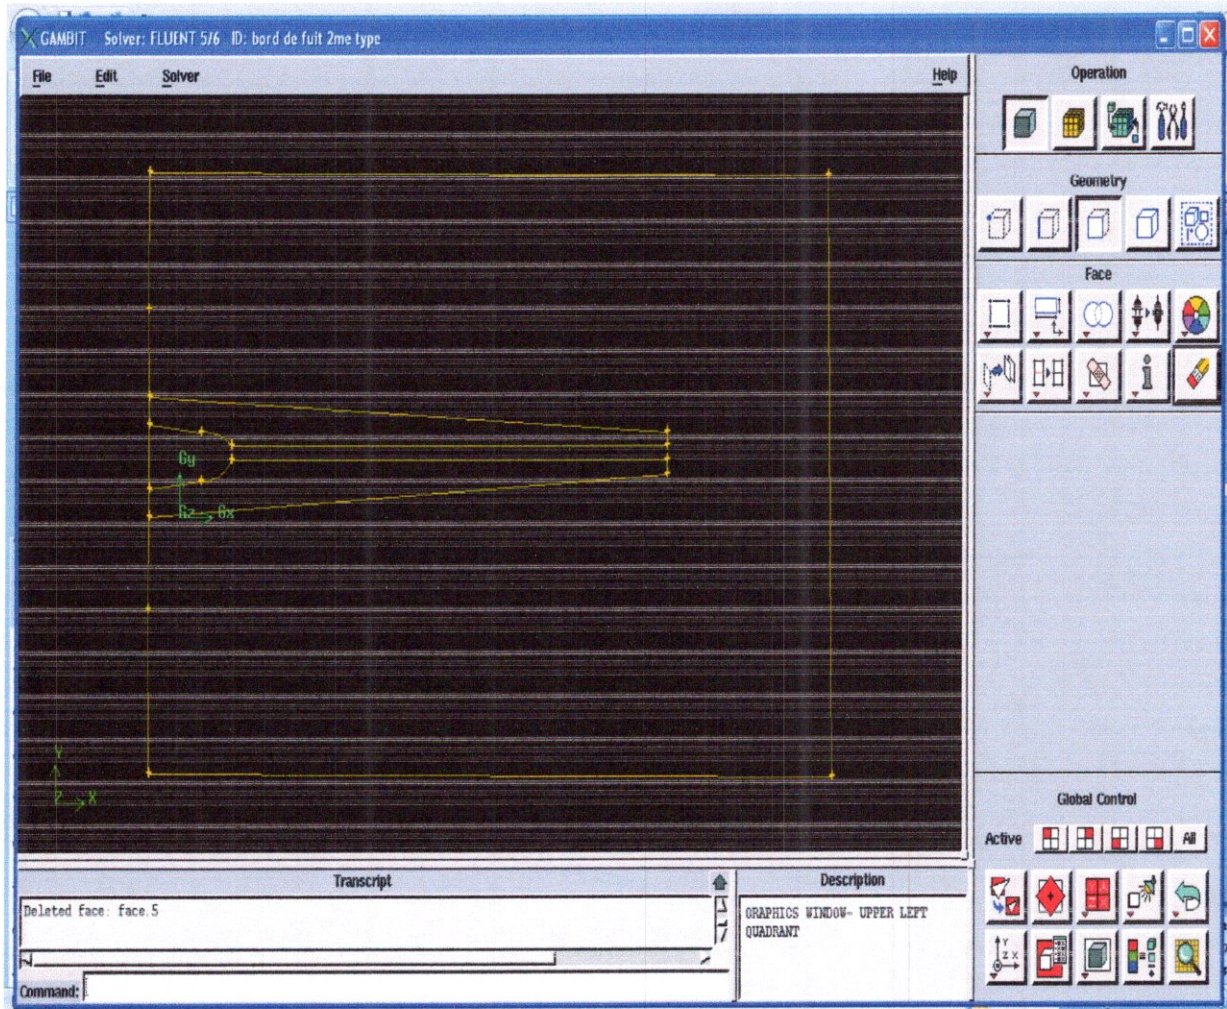 GAMBIT Solver: FLUENT 5/6 ID: bord de fuit 2me type
File Edit Solver Help
Operation
Geometry
Face
Gy
Gz Gx
Y
Z X
Global Control
Active All
Transcript
Deleted face: face.5
Description
GRAPHICS WINDOW- UPPER LEFT
QUADRANT
Command: